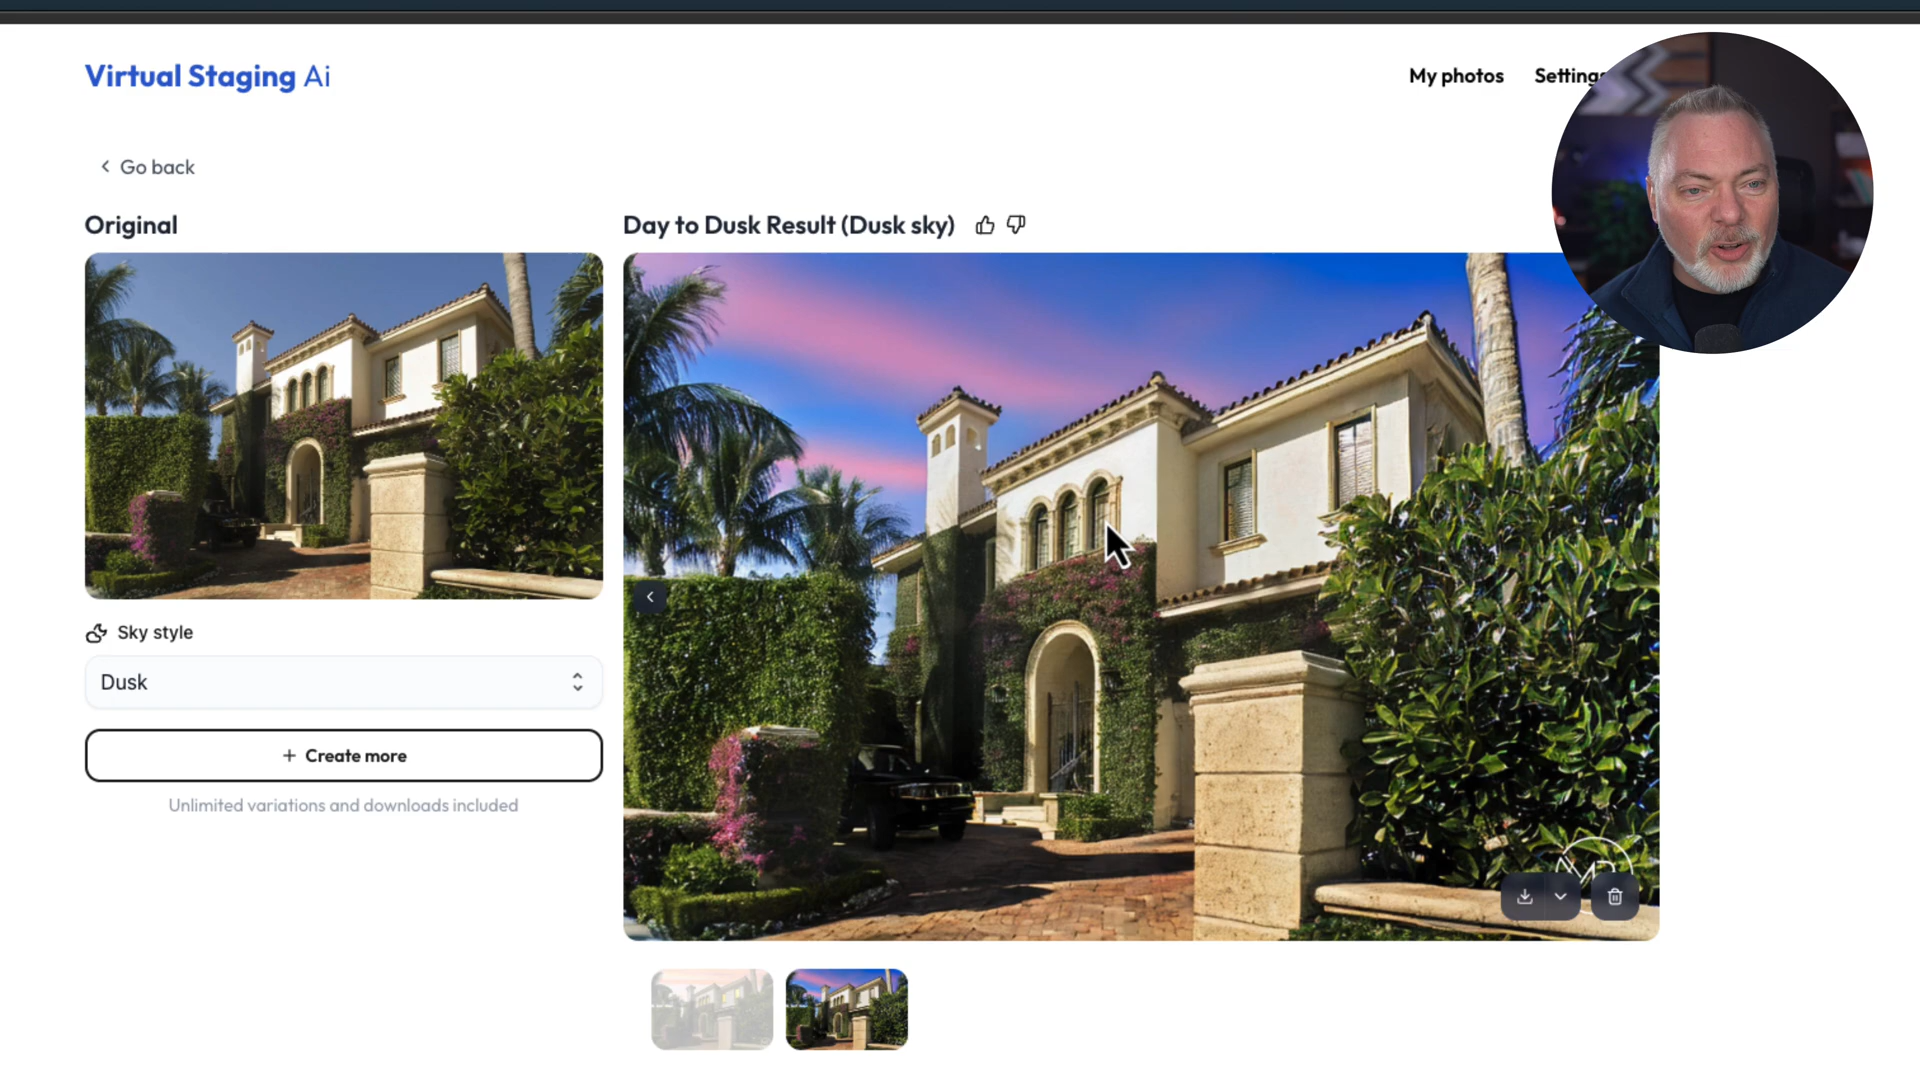 Virtual Staging Ai
My photos
Settings
Go back
Original
Day to Dusk Result (Dusk sky)
Sky style
Dusk
+ Create more
Unlimited variations and downloads included